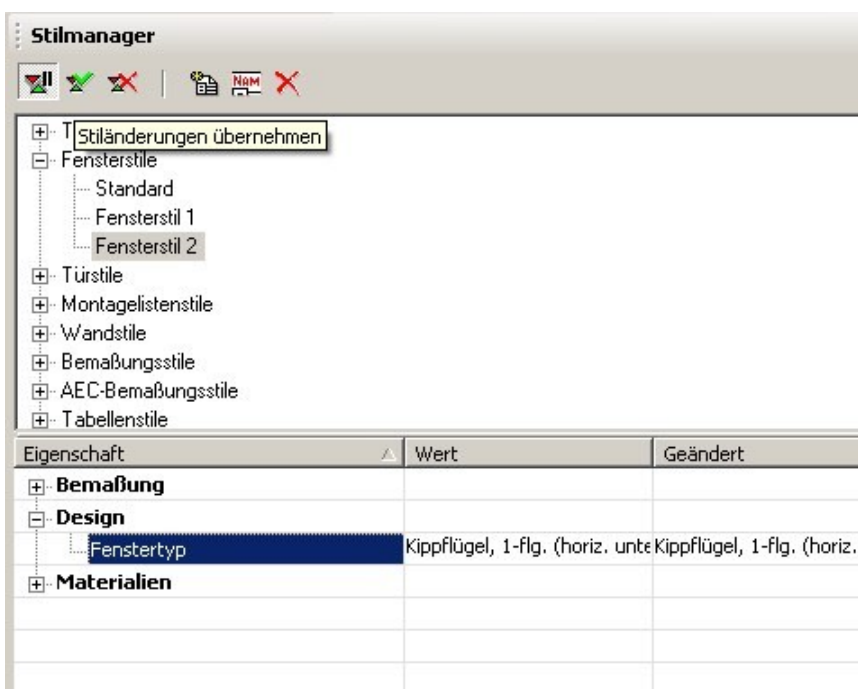 Stilmanager
NAM
T
Stiländerungen übernehmen
Fensterstile
Standard
Fensterstil 1
Fensterstil 2
Türstile
Montagelistenstile
Wandstile
Bemaßungsstile
AEC-Bemaßungsstile
Tabellenstile
Eigenschaft Wert Geändert
Bemaßung
Design
Fenstertyp Kippflügel, 1-flg. (horiz. unte Kippflügel, 1-flg. (horiz.
Materialien